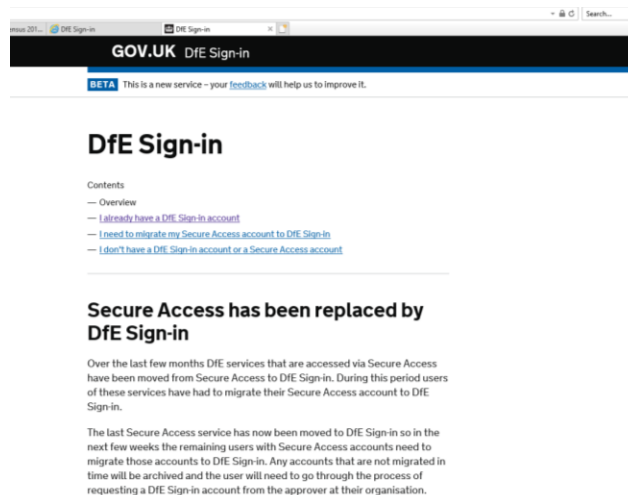 Search...
ensus 201...
DfE Sign-in
DfE Sign-in
GOV.UK DfE Sign-in
BETA This is a new service – your feedback will help us to improve it.
DfE Sign-in
Contents
— Overview
— I already have a DfE Sign-in account
— I need to migrate my Secure Access account to DfE Sign-in
— I don't have a DfE Sign-in account or a Secure Access account
Secure Access has been replaced by
DfE Sign-in
Over the last few months DfE services that are accessed via Secure Access
have been moved from Secure Access to DfE Sign-in. During this period users
of these services have had to migrate their Secure Access account to DfE
Sign-in.
The last Secure Access service has now been moved to DfE Sign-in so in the
next few weeks the remaining users with Secure Access accounts need to
migrate those accounts to DfE Sign-in. Any accounts that are not migrated in
time will be archived and the user will need to go through the process of
requesting a DfE Sign-in account from the approver at their organisation.